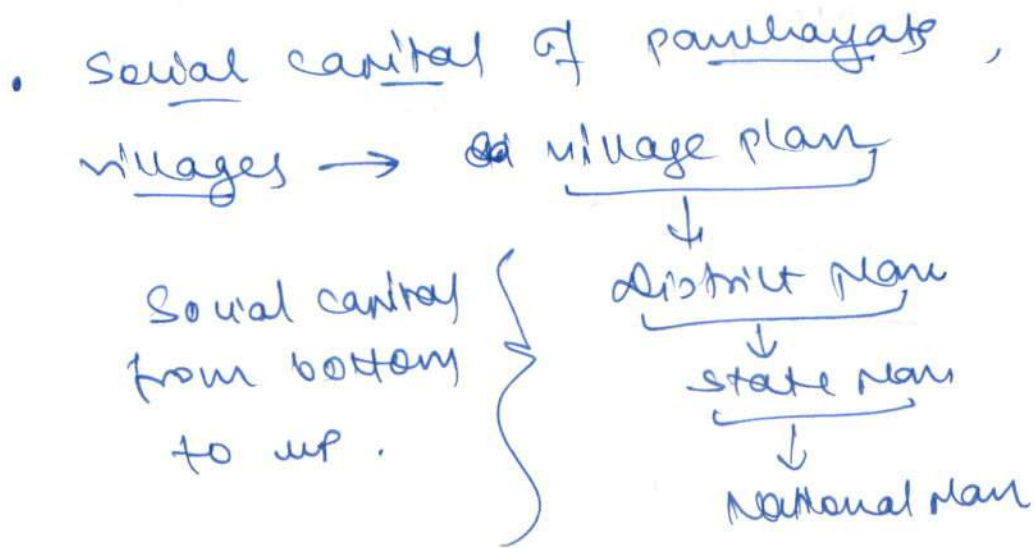 • Social capital of panchayats,
villages → village plan
↓
District plan
Social capital
from bottom
to up.
↓
State plan
↓
National plan